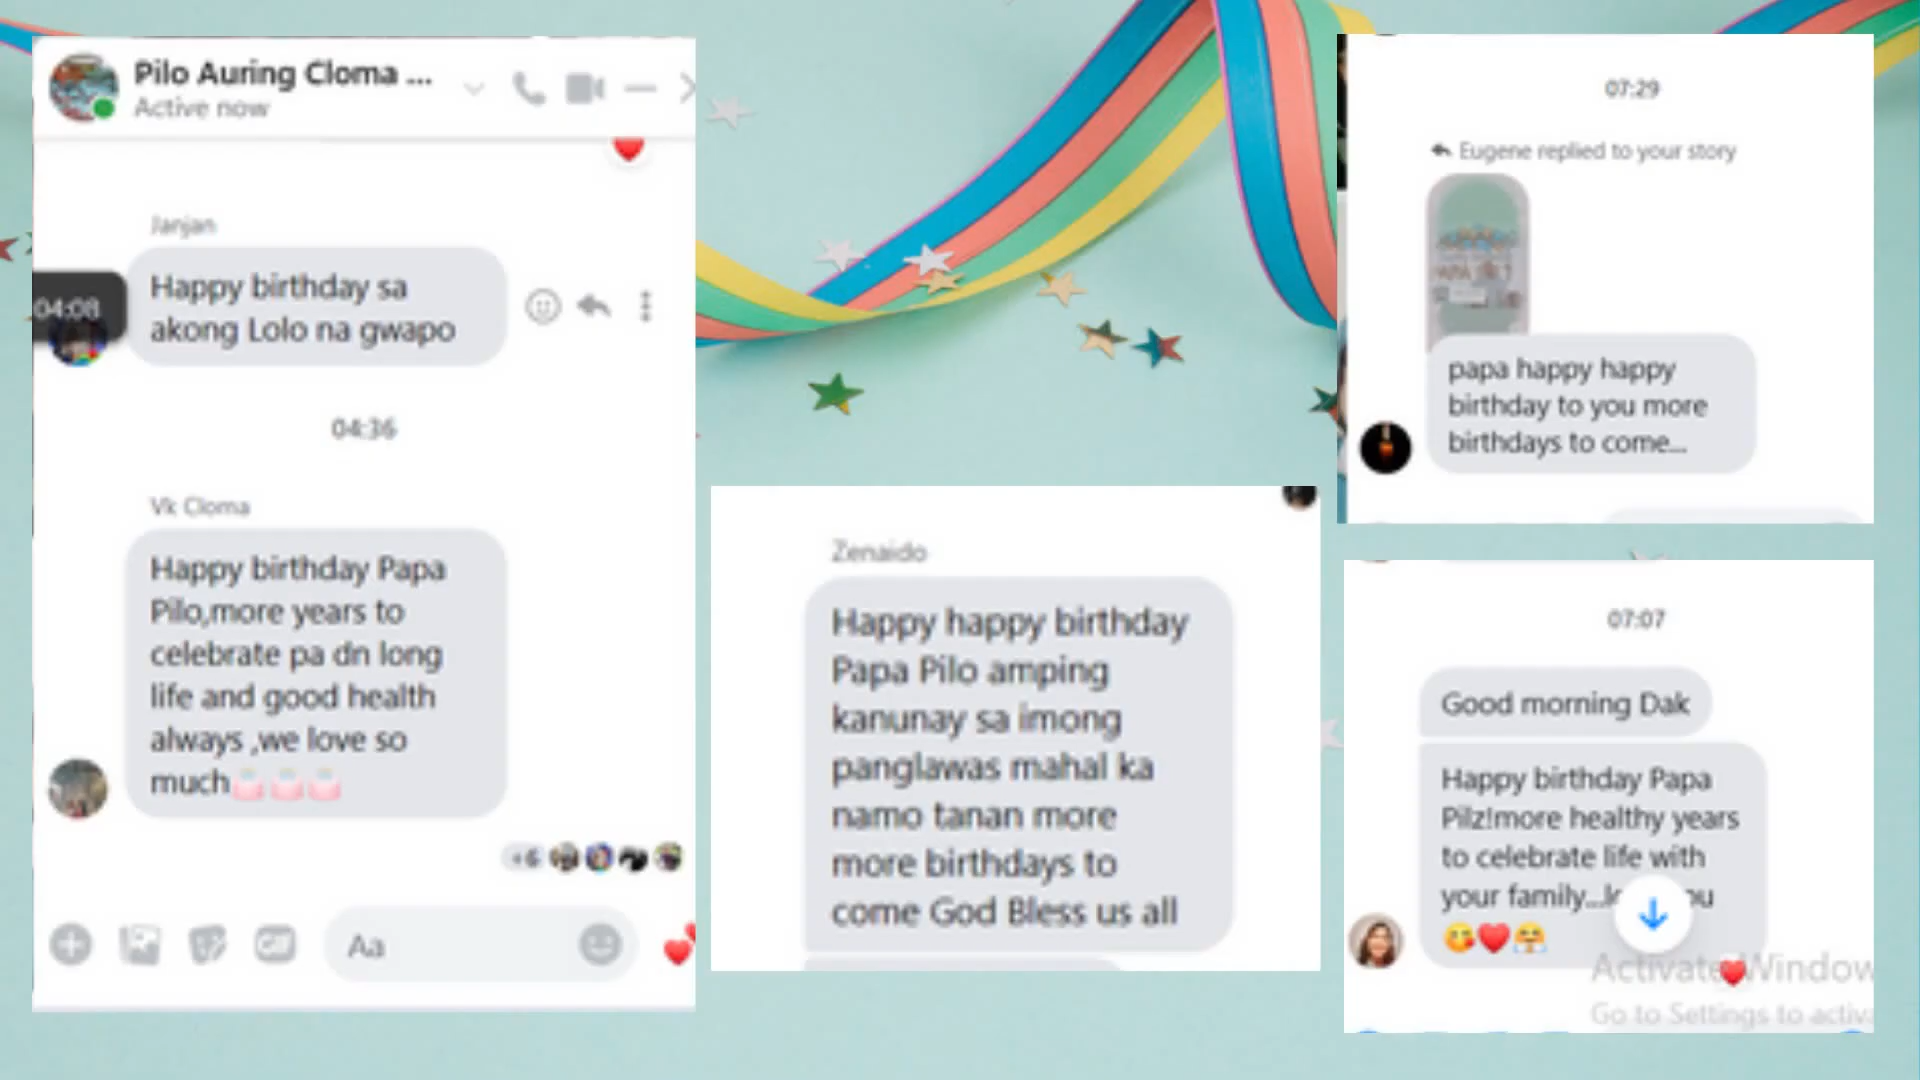 Pilo Auring Cloma ...
Active now
Janjan
04:08
Happy birthday sa
akong Lolo na gwapo
04:36
Vk Cloma
Happy birthday Papa
Pilo,more years to
celebrate pa dn long
life and good health
always ,we love so
much🍰🍰🍰
+6
Aa
Zenaido
Happy happy birthday
Papa Pilo amping
kanunay sa imong
panglawas mahal ka
namo tanan more
more birthdays to
come God Bless us all
07:29
Eugene replied to your story
papa happy happy
birthday to you more
birthdays to come...
07:07
Good morning Dak
Happy birthday Papa
Pilz!more healthy years
to celebrate life with
your family...
😋❤️🤗
Activate Window
Go to Settings to activa